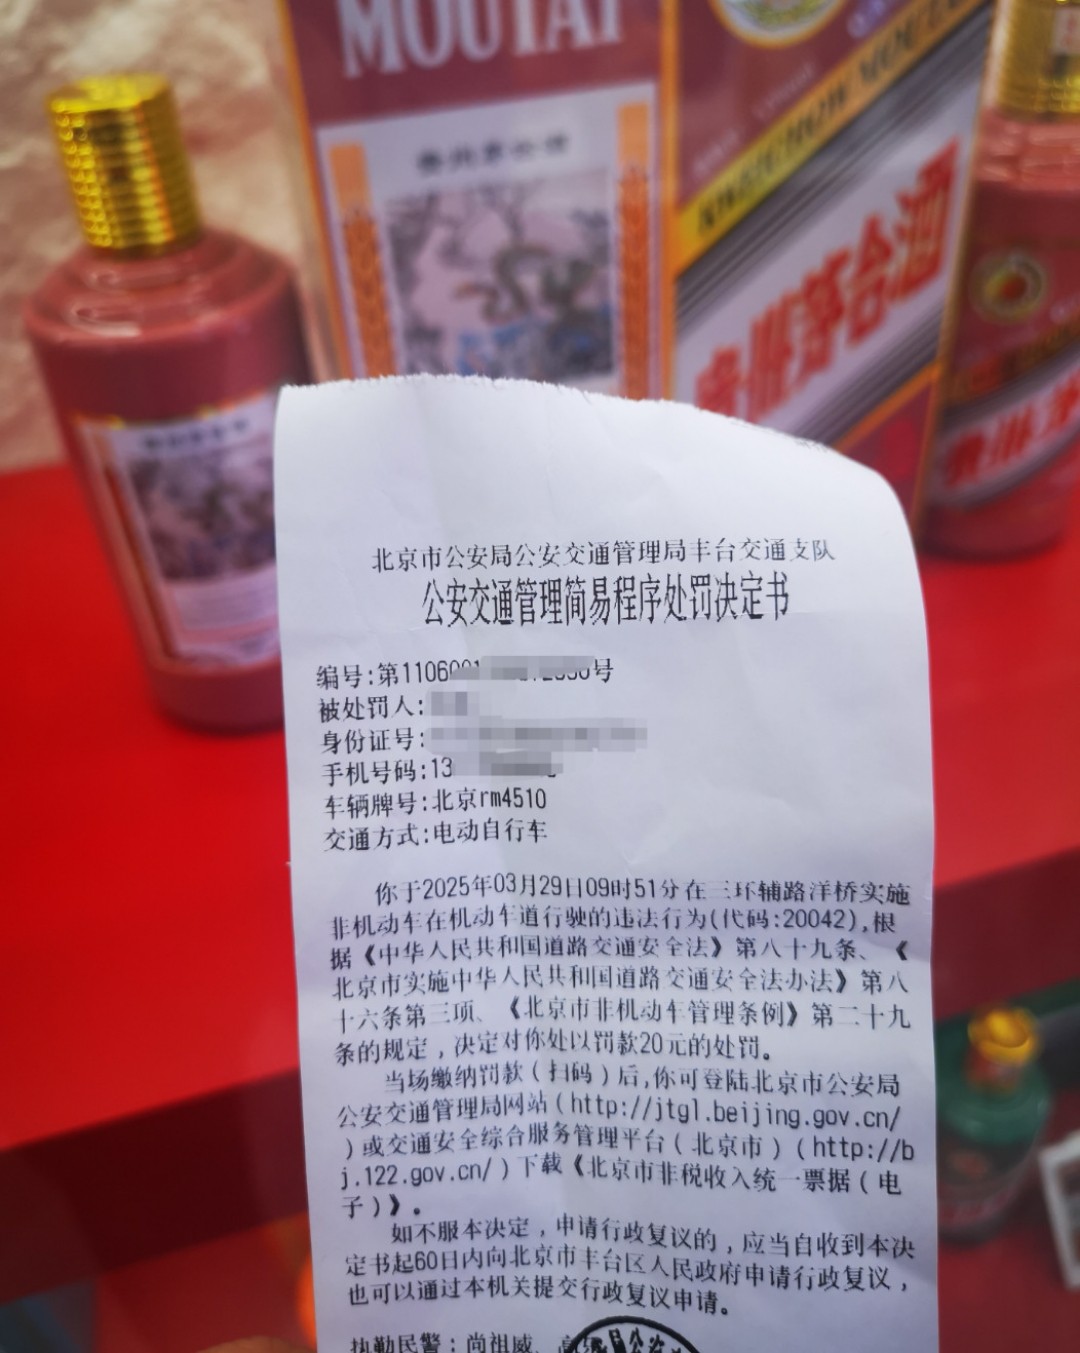 MOUTAI
贵州茅台酒
KWEICHOW MOUTAI
贵州茅台酒
贵州茅
北京市公安局公安交通管理局丰台交通支队
公安交通管理简易程序处罚决定书
编号:第1106001 号
被处罚人:
身份证号:
手机号码:13
车辆牌号:北京rm4510
交通方式:电动自行车
你于2025年03月29日09时51分在三环辅路洋桥实施
非机动车在机动车道行驶的违法行为(代码:20042),根
据《中华人民共和国道路交通安全法》第八十九条、《
北京市实施中华人民共和国道路交通安全法办法》第八
十六条第三项、《北京市非机动车管理条例》第二十九
条的规定,决定对你处以罚款20元的处罚。
当场缴纳罚款(扫码)后,你可登陆北京市公安局
公安交通管理局网站(http://jtgl.beijing.gov.cn/
)或交通安全综合服务管理平台(北京市)(http://b
j.122.gov.cn/)下载《北京市非税收入统一票据(电
子)》。
如不服本决定,申请行政复议的,应当自收到本决
定书起60日内向北京市丰台区人民政府申请行政复议,
也可以通过本机关提交行政复议申请。
执勤民警:尚祖威、高
局公安